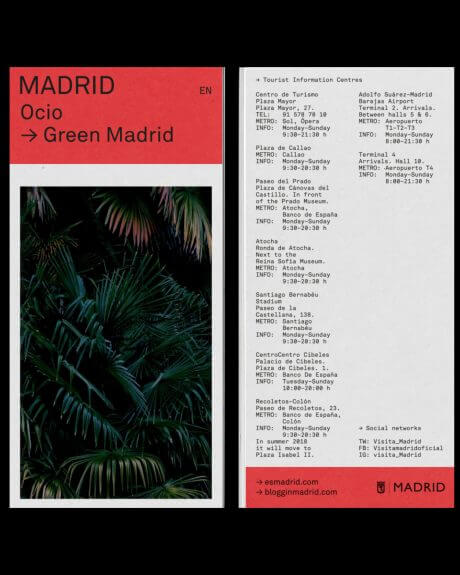 MADRID
EN
Ocio
→ Green Madrid
→ Tourist Information Centres
Centro de Turismo
Plaza Mayor
Plaza Mayor, 27.
TEL: 91 578 78 10
METRO: Sol, Ópera
INFO: Monday-Sunday
9:30-21:30 h
Plaza de Callao
METRO: Callao
INFO: Monday-Sunday
9:30-20:30 h
Paseo del Prado
Plaza de Cánovas del
Castillo. In front
of the Prado Museum.
METRO: Atocha,
Banco de España
INFO: Monday-Sunday
9:30-20:30 h
Atocha
Ronda de Atocha.
Next to the
Reina Sofía Museum.
METRO: Atocha
INFO: Monday-Sunday
9:30-20:30 h
Santiago Bernabéu
Stadium
Paseo de la
Castellana, 138.
METRO: Santiago
Bernabéu
INFO: Monday-Sunday
9:30-20:30 h
CentroCentro Cibeles
Palacio de Cibeles.
Plaza de Cibeles. 1.
METRO: Banco De España
INFO: Tuesday-Sunday
10:00-20:00 h
Recoletos-Colón
Paseo de Recoletos, 23.
METRO: Banco de España,
Colón
INFO: Monday-Sunday
9:30-20:30 h
In summer 2018
it will move to
Plaza Isabel II.
Adolfo Suárez-Madrid
Barajas Airport
Terminal 2. Arrivals.
Between halls 5 & 6.
METRO: Aeropuerto
T1-T2-T3
INFO: Monday-Sunday
8:00-21:30 h
Terminal 4
Arrivals. Hall 10.
METRO: Aeropuerto T4
INFO: Monday-Sunday
8:00-21:30 h
→ Social networks
TW: Visita_Madrid
FB: Visitamadridoficial
IG: visita_Madrid
→ esmadrid.com
→ blogginmadrid.com
MADRID